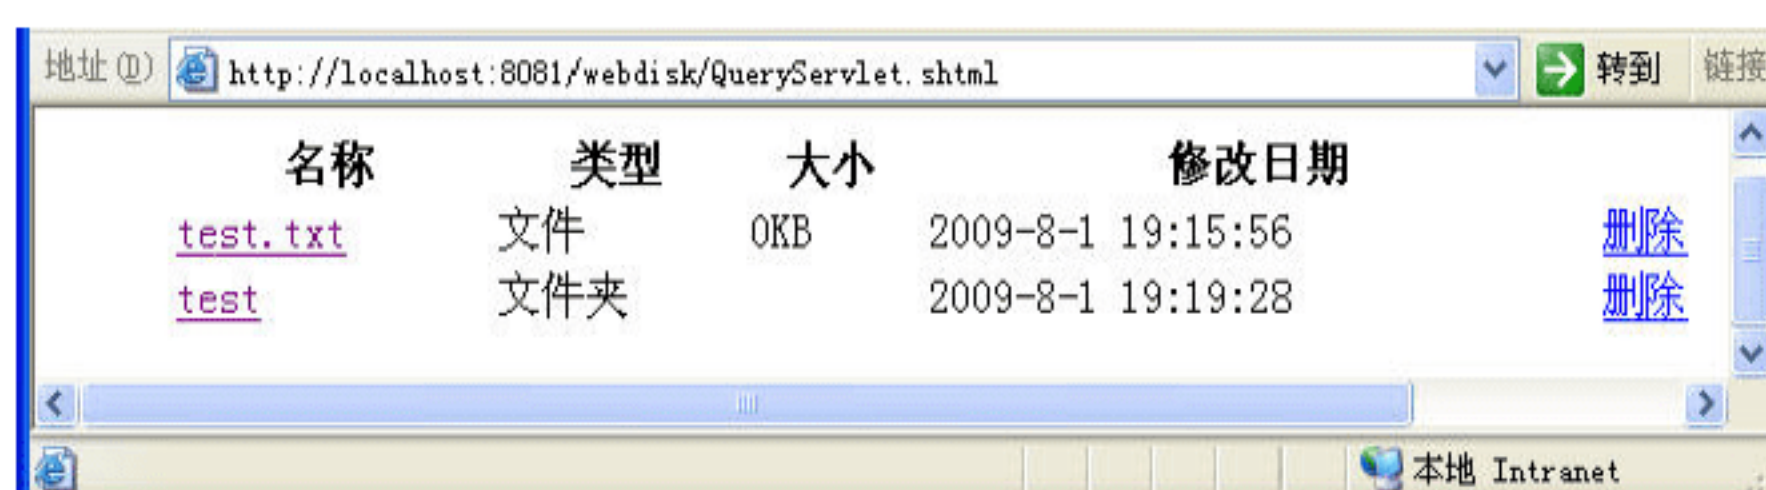 地址(D) http://localhost:8081/webdisk/QueryServlet.shtml 转到 链接
名称 类型 大小 修改日期
test.txt 文件 0KB 2009-8-1 19:15:56 删除
test 文件夹 2009-8-1 19:19:28 删除
本地 Intranet